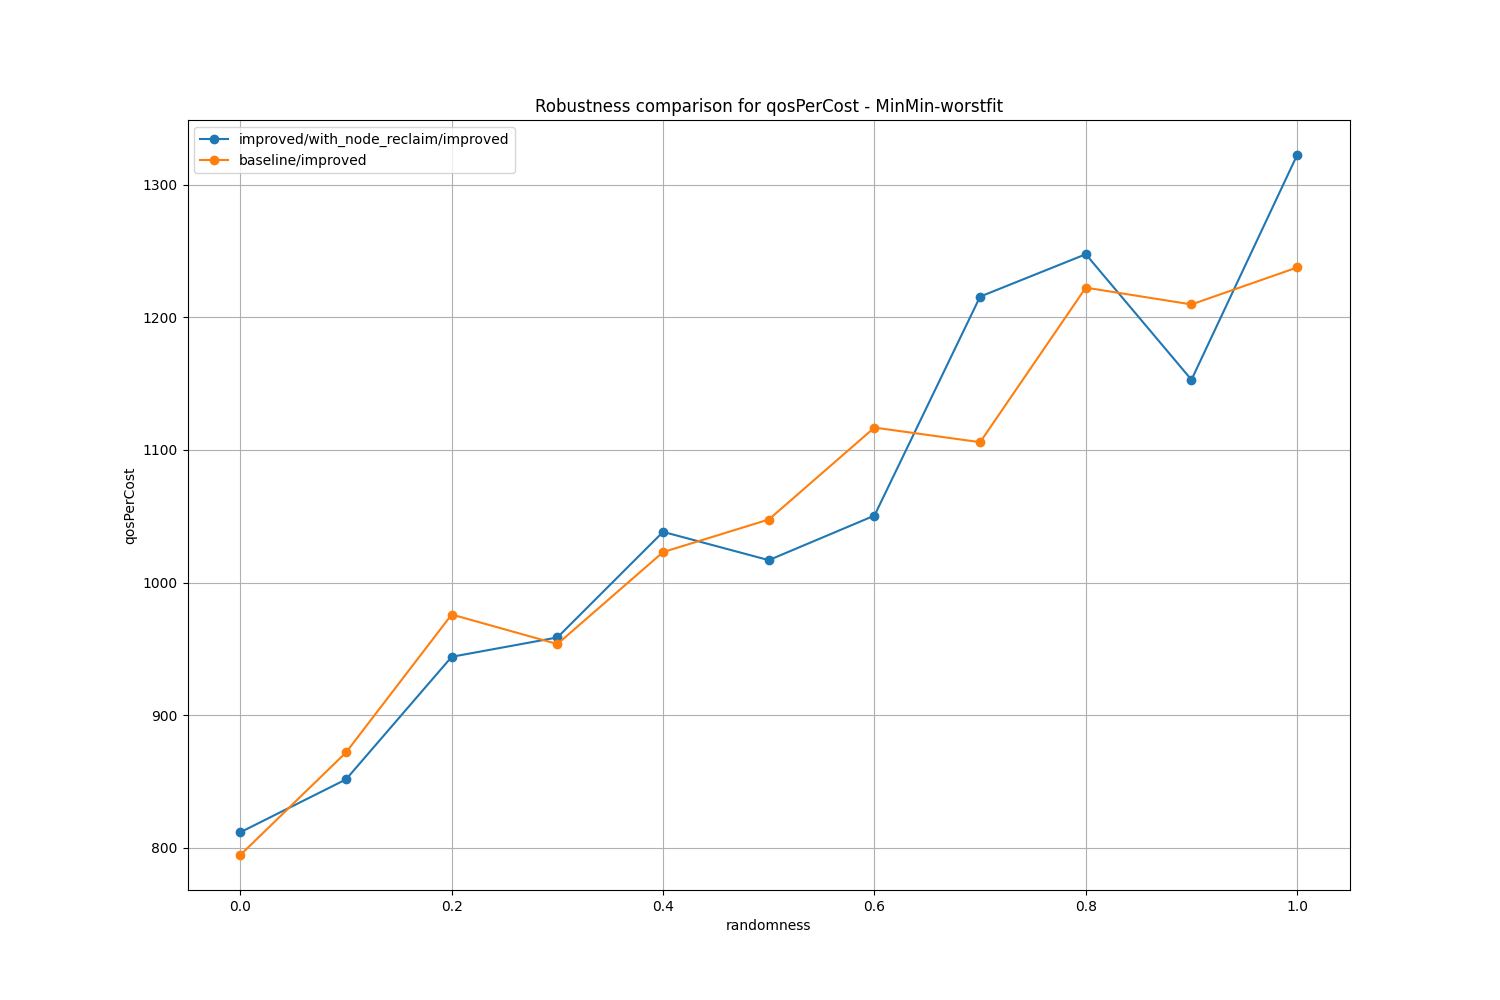 Robustness comparison for qosPerCost - MinMin-worstfit
improved/with_node_reclaim/improved
baseline/improved
1300
1200
1100
1000
900
800
qosPerCost
0.0 0.2 0.4 0.6 0.8 1.0
randomness